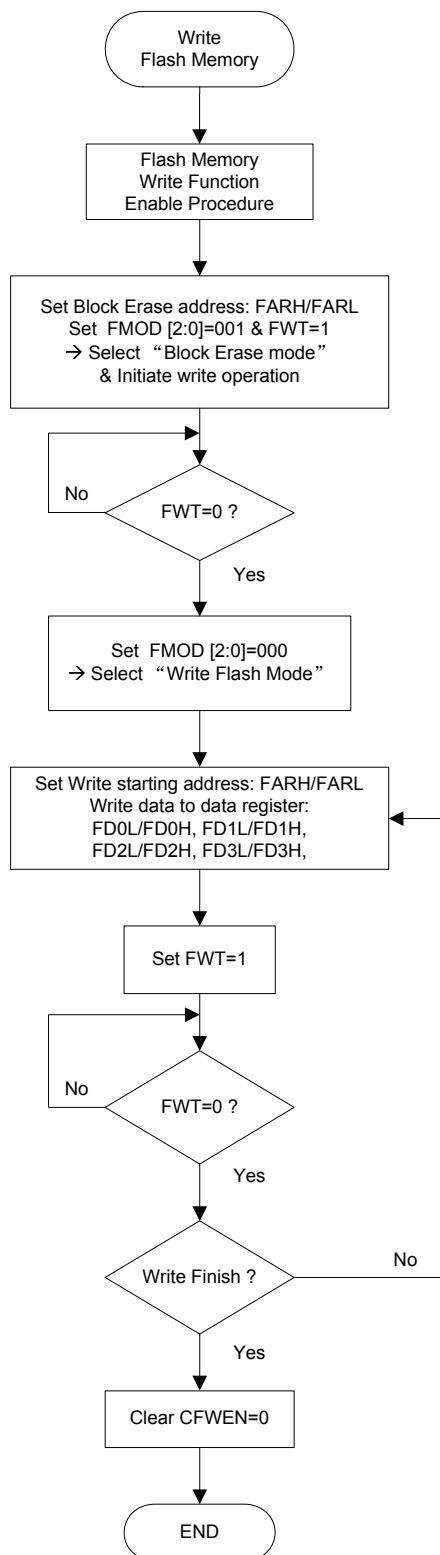 Write
Flash Memory
Flash Memory
Write Function
Enable Procedure
Set Block Erase address: FARH/FARL
Set FMOD [2:0]=001 & FWT=1
→ Select “Block Erase mode”
& Initiate write operation
No
FWT=0 ?
Yes
Set FMOD [2:0]=000
→ Select “Write Flash Mode”
Set Write starting address: FARH/FARL
Write data to data register:
FD0L/FD0H, FD1L/FD1H,
FD2L/FD2H, FD3L/FD3H,
Set FWT=1
No
FWT=0 ?
Yes
Write Finish ?
No
Yes
Clear CFWEN=0
END